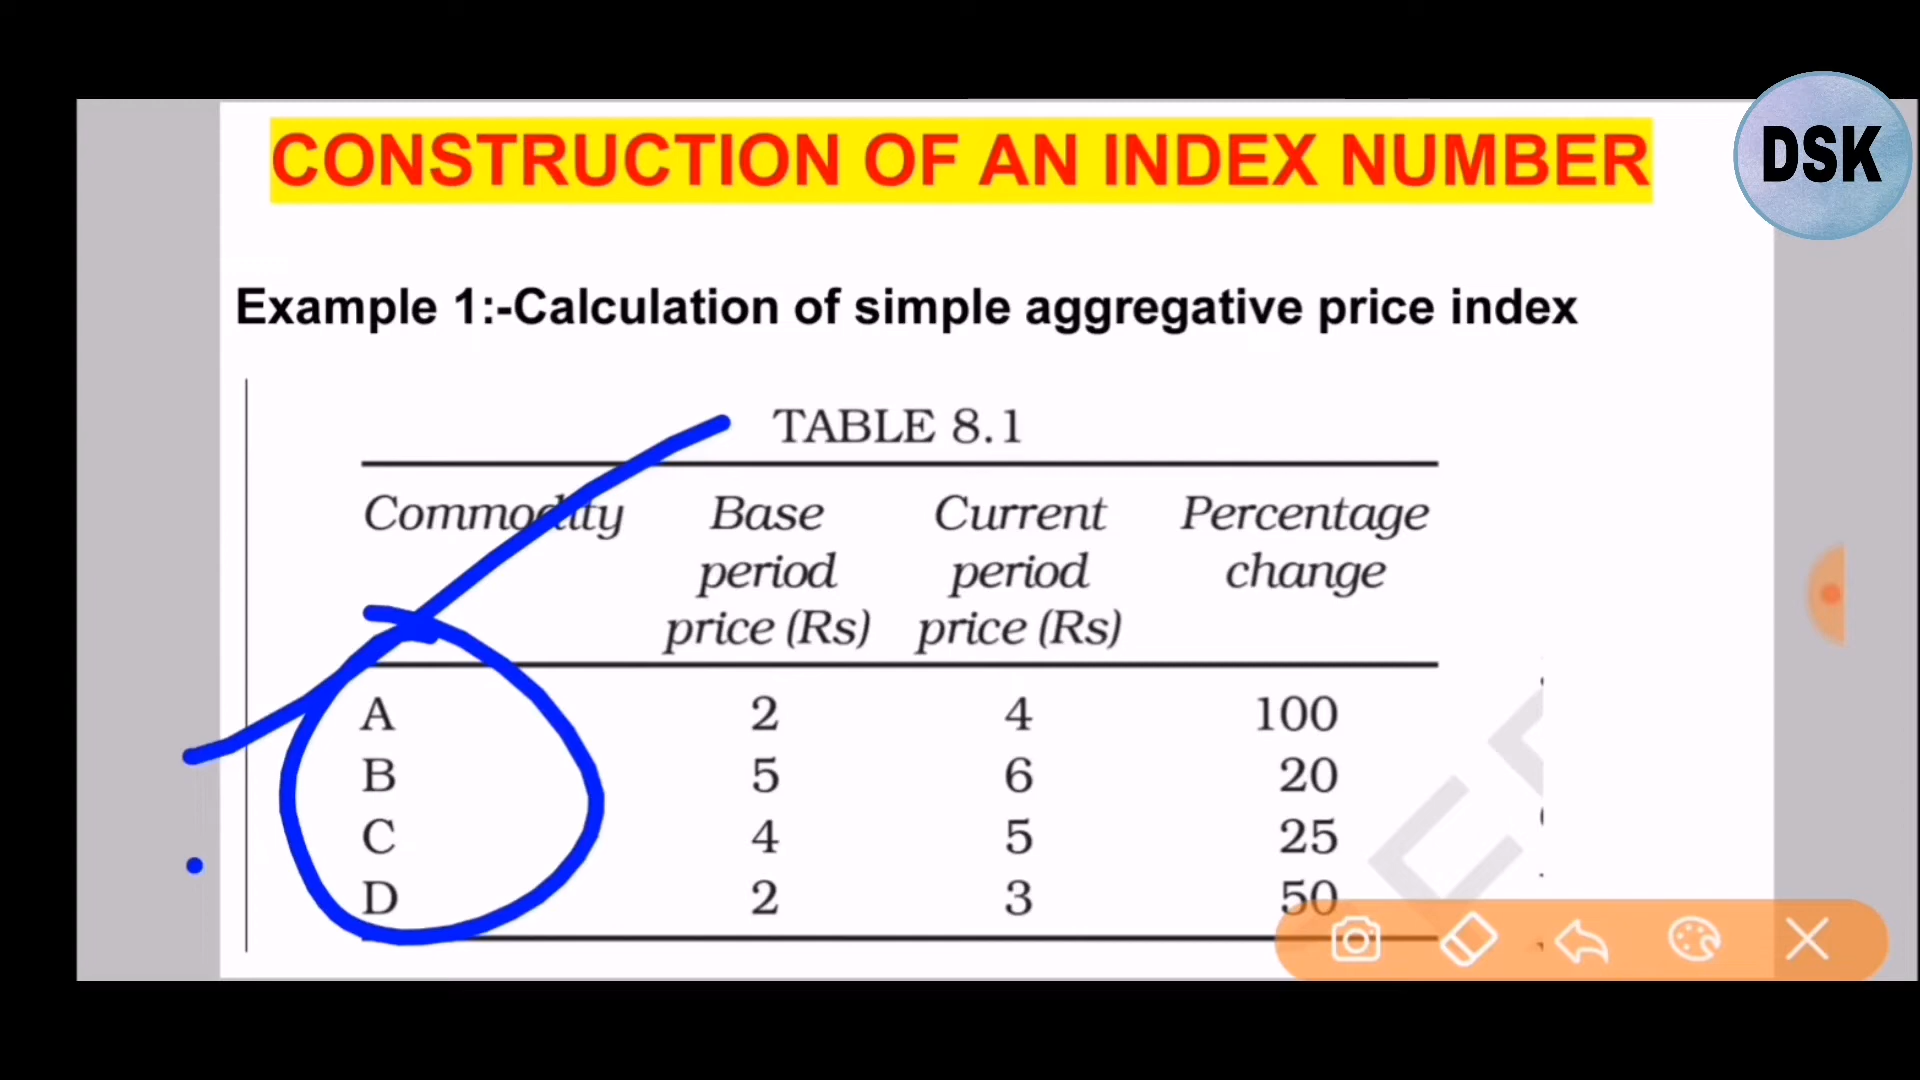 CONSTRUCTION OF AN INDEX NUMBER
DSK
Example 1:-Calculation of simple aggregative price index
TABLE 8.1
Commodity Base Current Percentage
period period change
price (Rs) price (Rs)
A 2 4 100
B 5 6 20
C 4 5 25
D 2 3 50